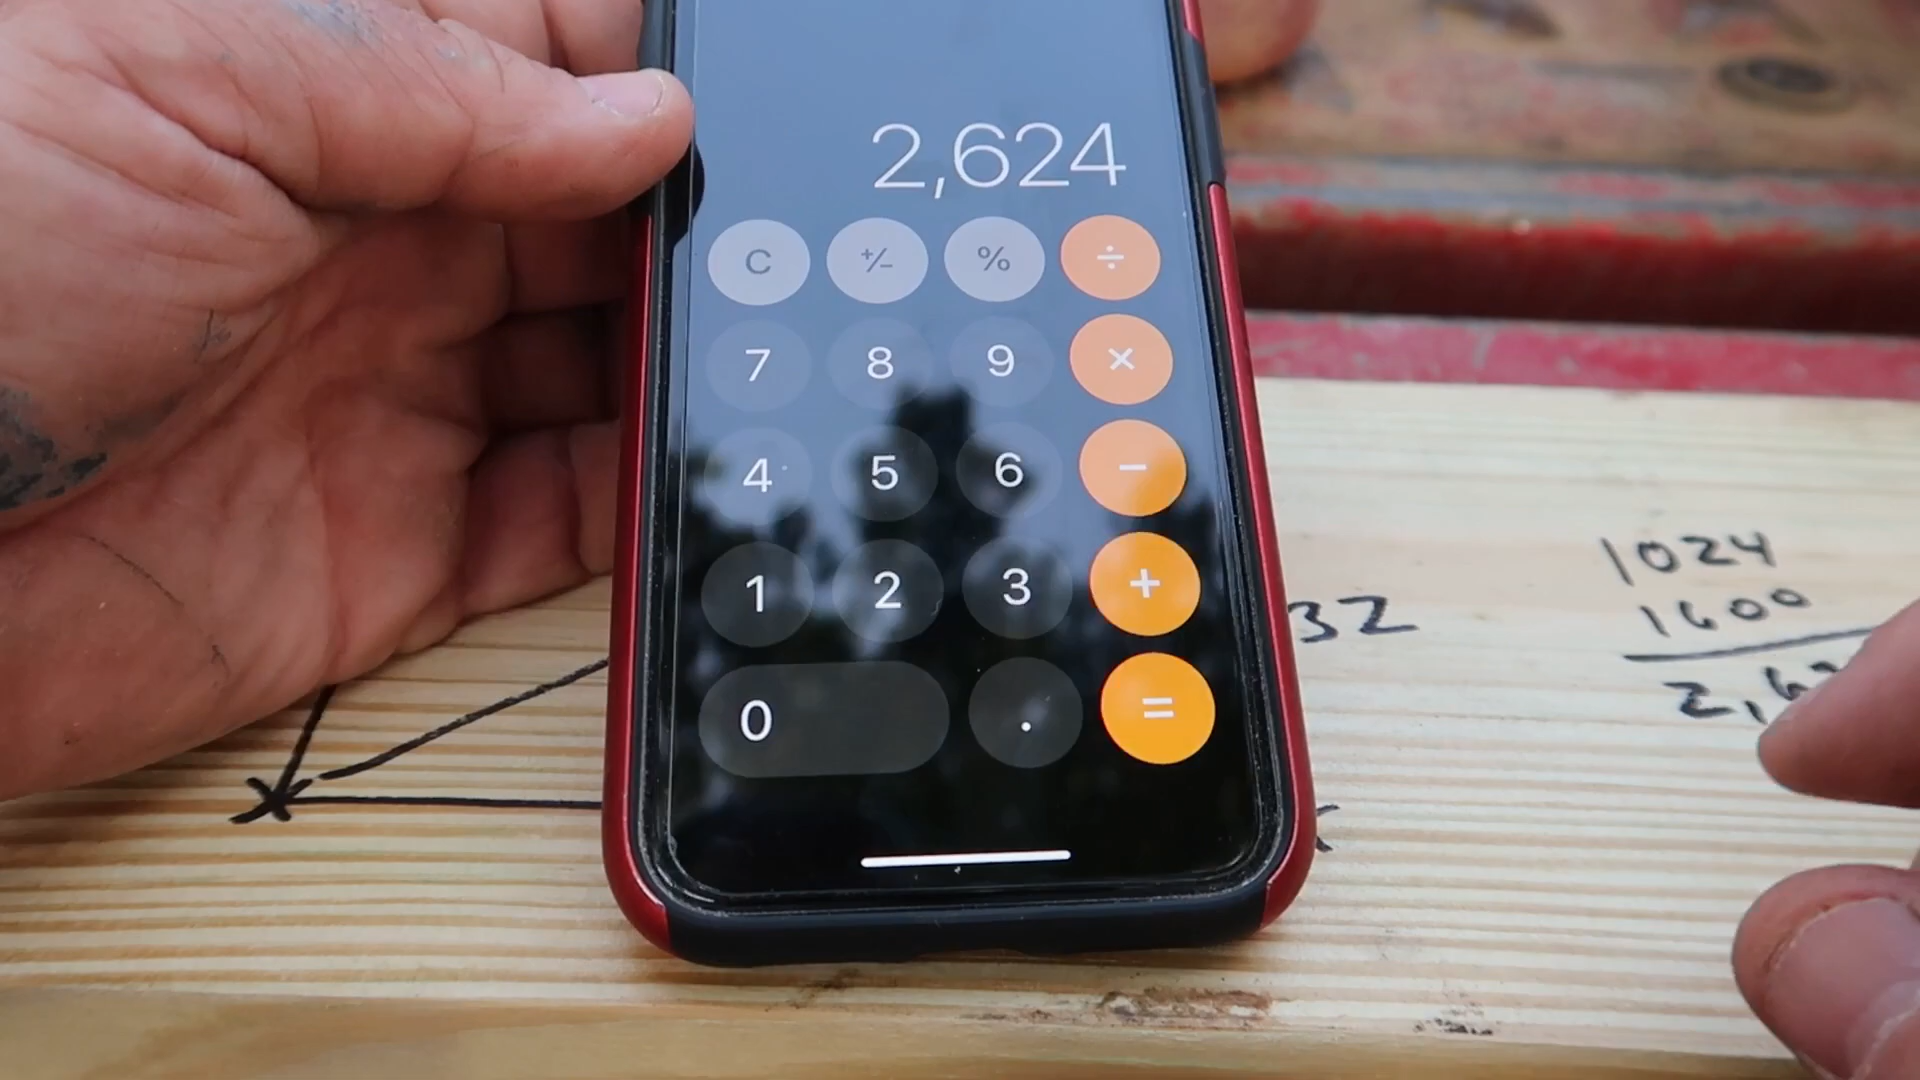 2,624
C +/- % ÷
7 8 9 ×
4 5 6 −
1 2 3 +
0 . =
32
1024
1600